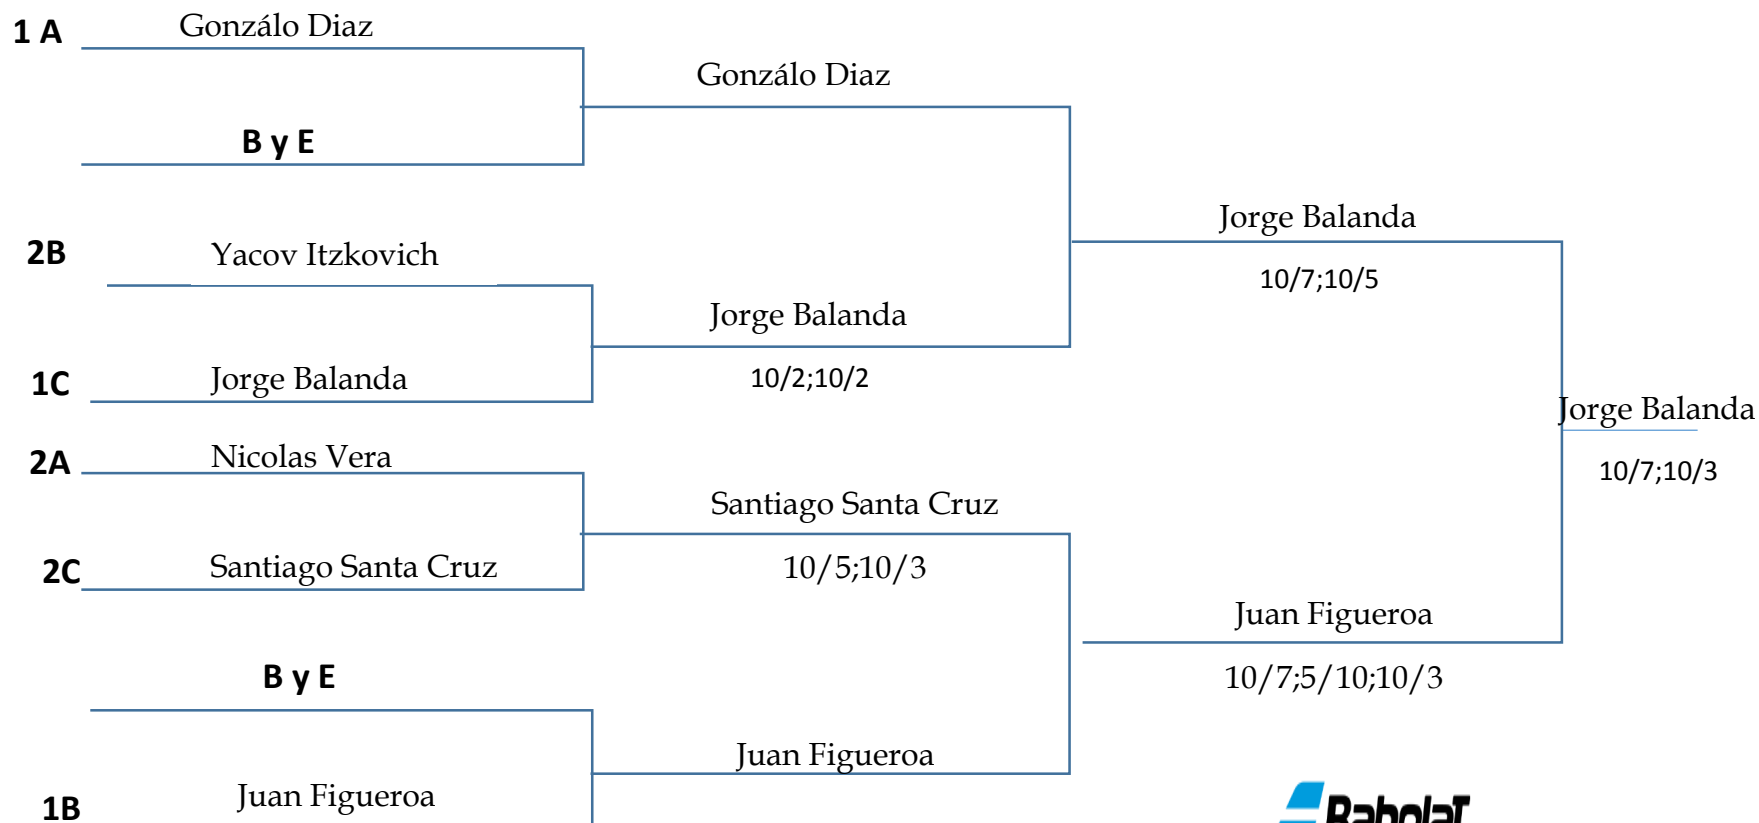 1 A
Gonzálo Diaz
Gonzálo Diaz
B y E
Jorge Balanda
2B
Yacov Itzkovich
10/7;10/5
Jorge Balanda
1C
Jorge Balanda
10/2;10/2
Jorge Balanda
2A
Nicolas Vera
10/7;10/3
Santiago Santa Cruz
2C
Santiago Santa Cruz
10/5;10/3
Juan Figueroa
B y E
10/7;5/10;10/3
Juan Figueroa
1B
Juan Figueroa
BabolaT